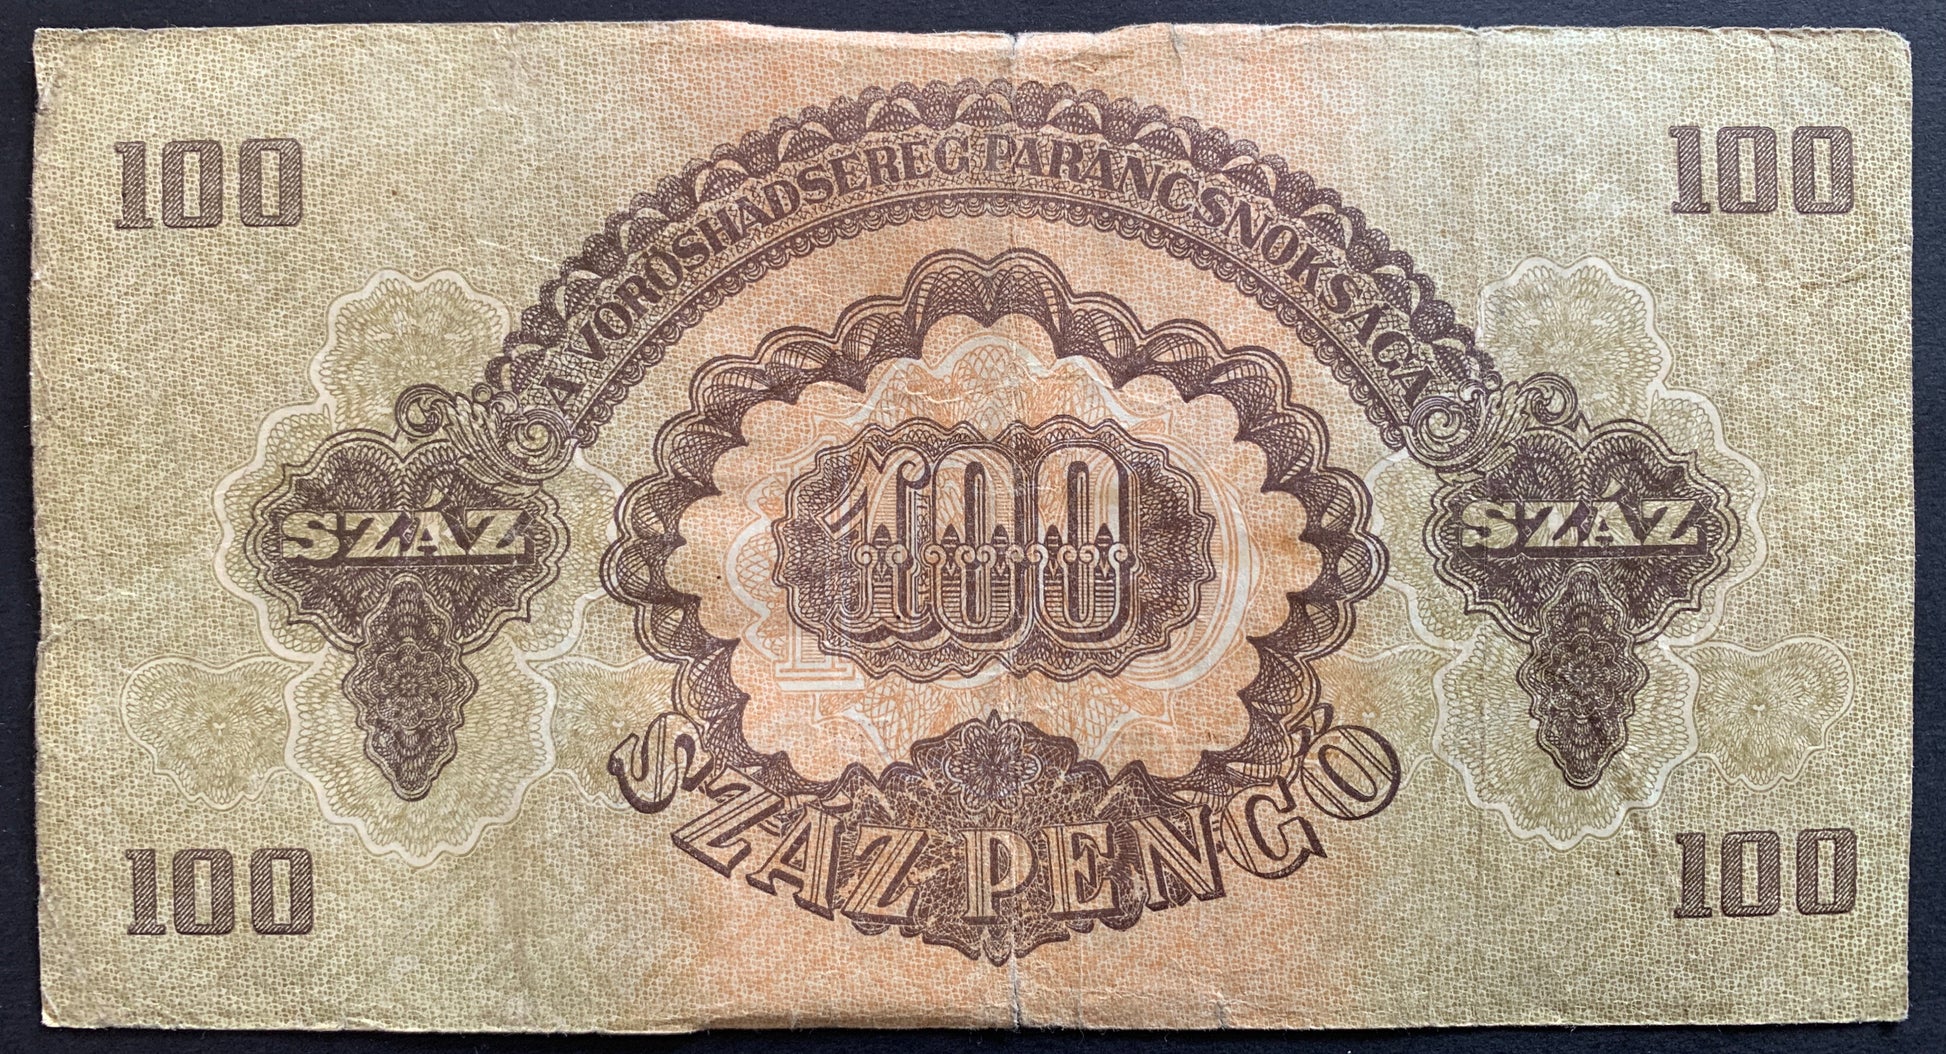 100
100
A VÖRÖSHADSEREG PARANCSNOKSÁGA
SZÁZ
100
SZÁZ
SZÁZ PENGŐ
100
100